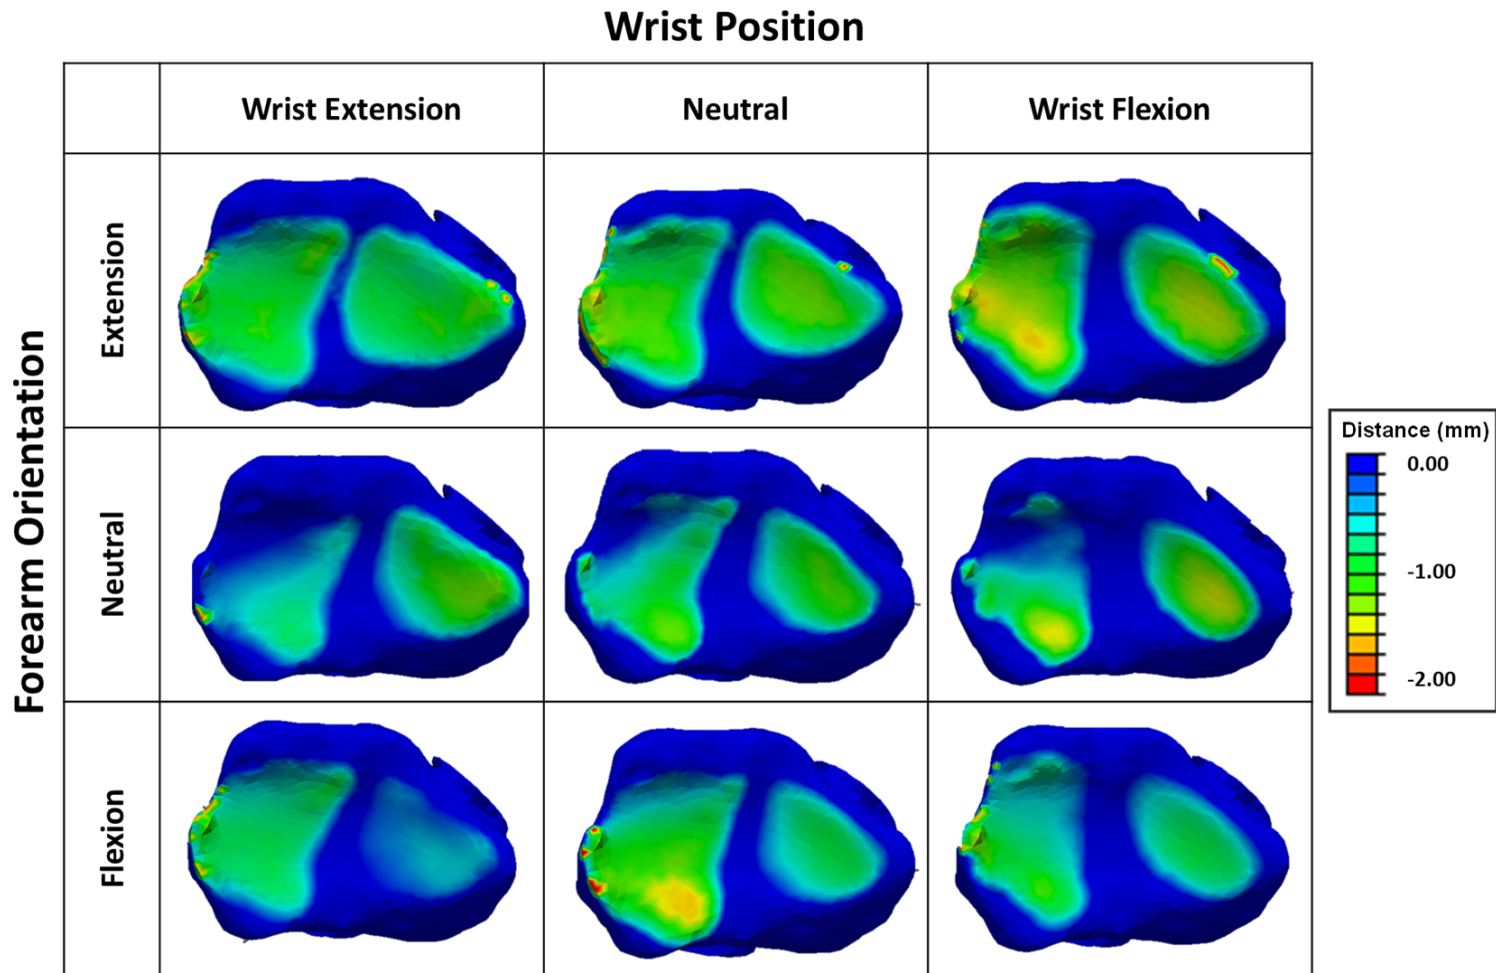 Wrist Position
Wrist Extension
Neutral
Wrist Flexion
Forearm Orientation
Extension
Neutral
Flexion
Distance (mm)
0.00
-1.00
-2.00